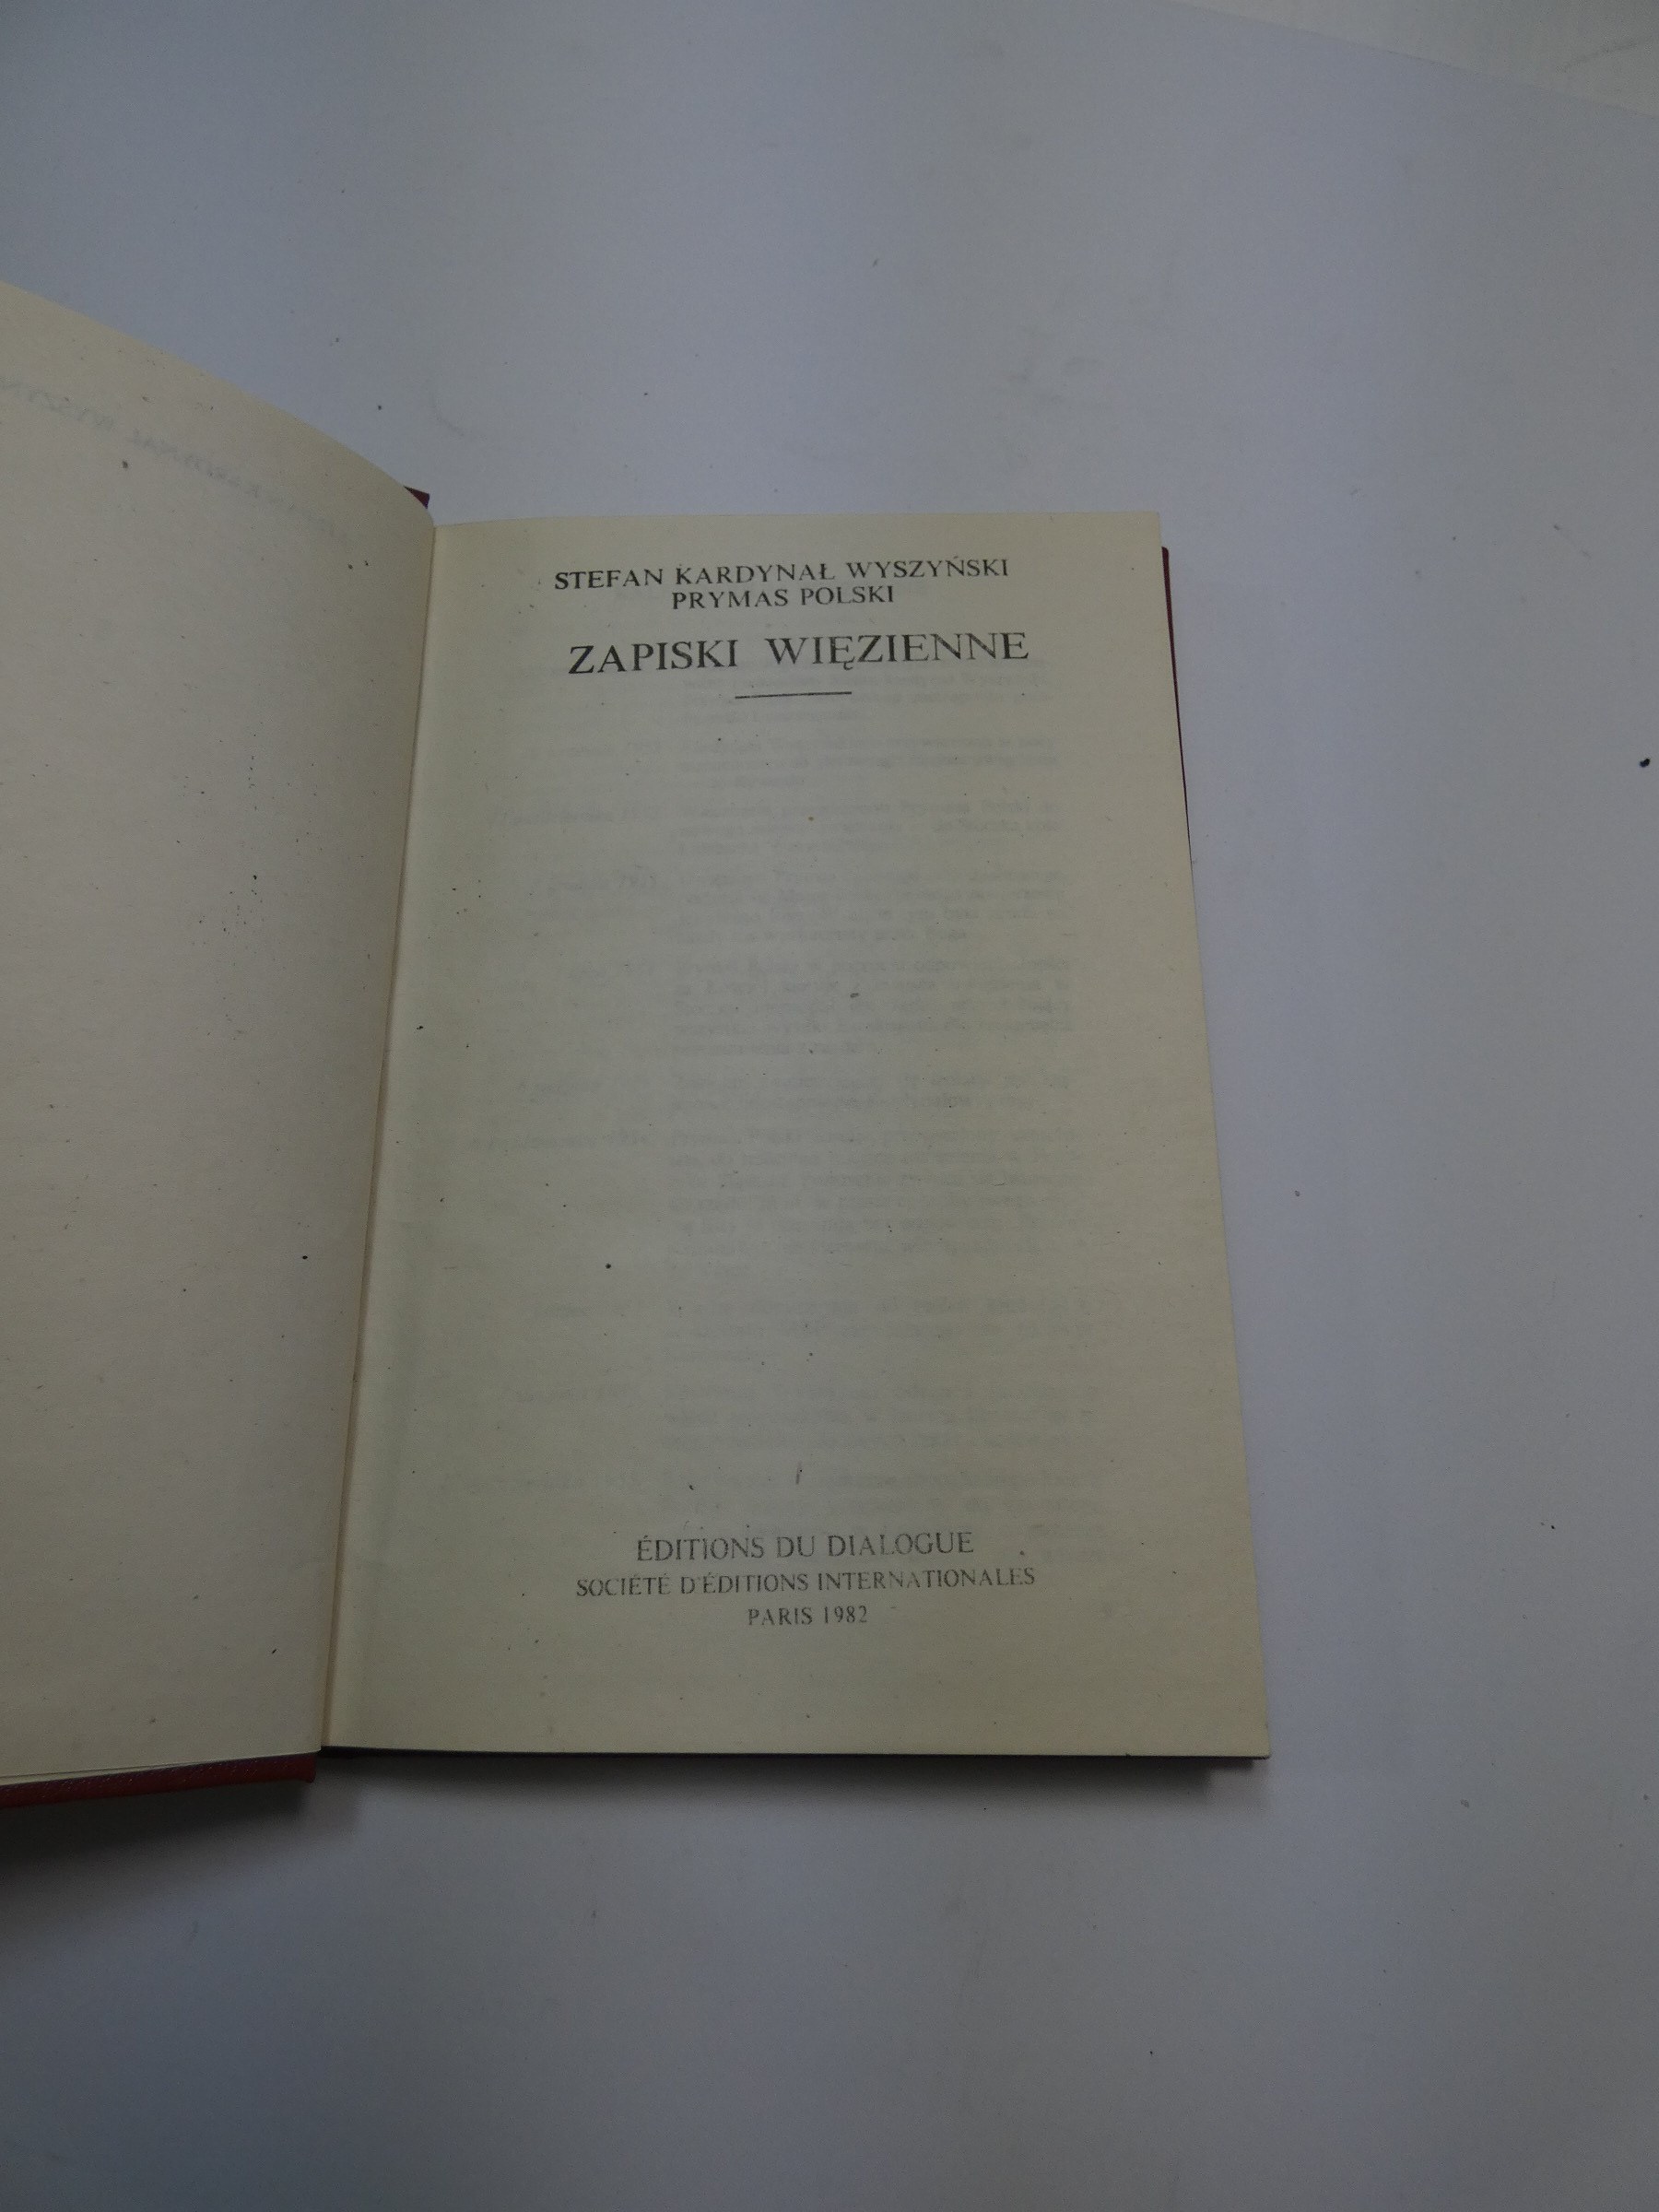 STEFAN KARDYNAŁ WYSZYŃSKI
PRYMAS POLSKI
ZAPISKI WIĘZIENNE
ÉDITIONS DU DIALOGUE
SOCIÉTÉ D'ÉDITIONS INTERNATIONALES
PARIS 1982